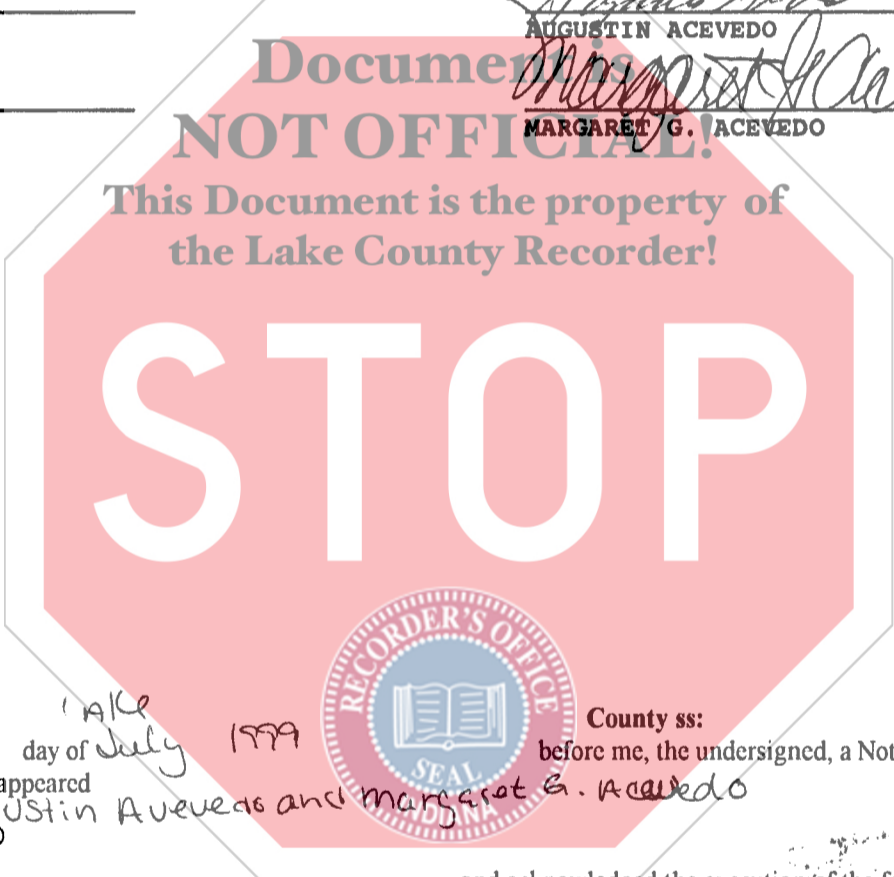 AUGUSTIN ACEVEDO
Margaret G
MARGARET G. ACEVEDO
Document is
NOT OFFICIAL!
This Document is the property of
the Lake County Recorder!
STOP
RECORDER'S OFFICE
SEAL
INDIANA
Lake
County ss:
day of July 1999
before me, the undersigned, a Not
appeared
ustin Avevedo and Margaret G. Acevedo